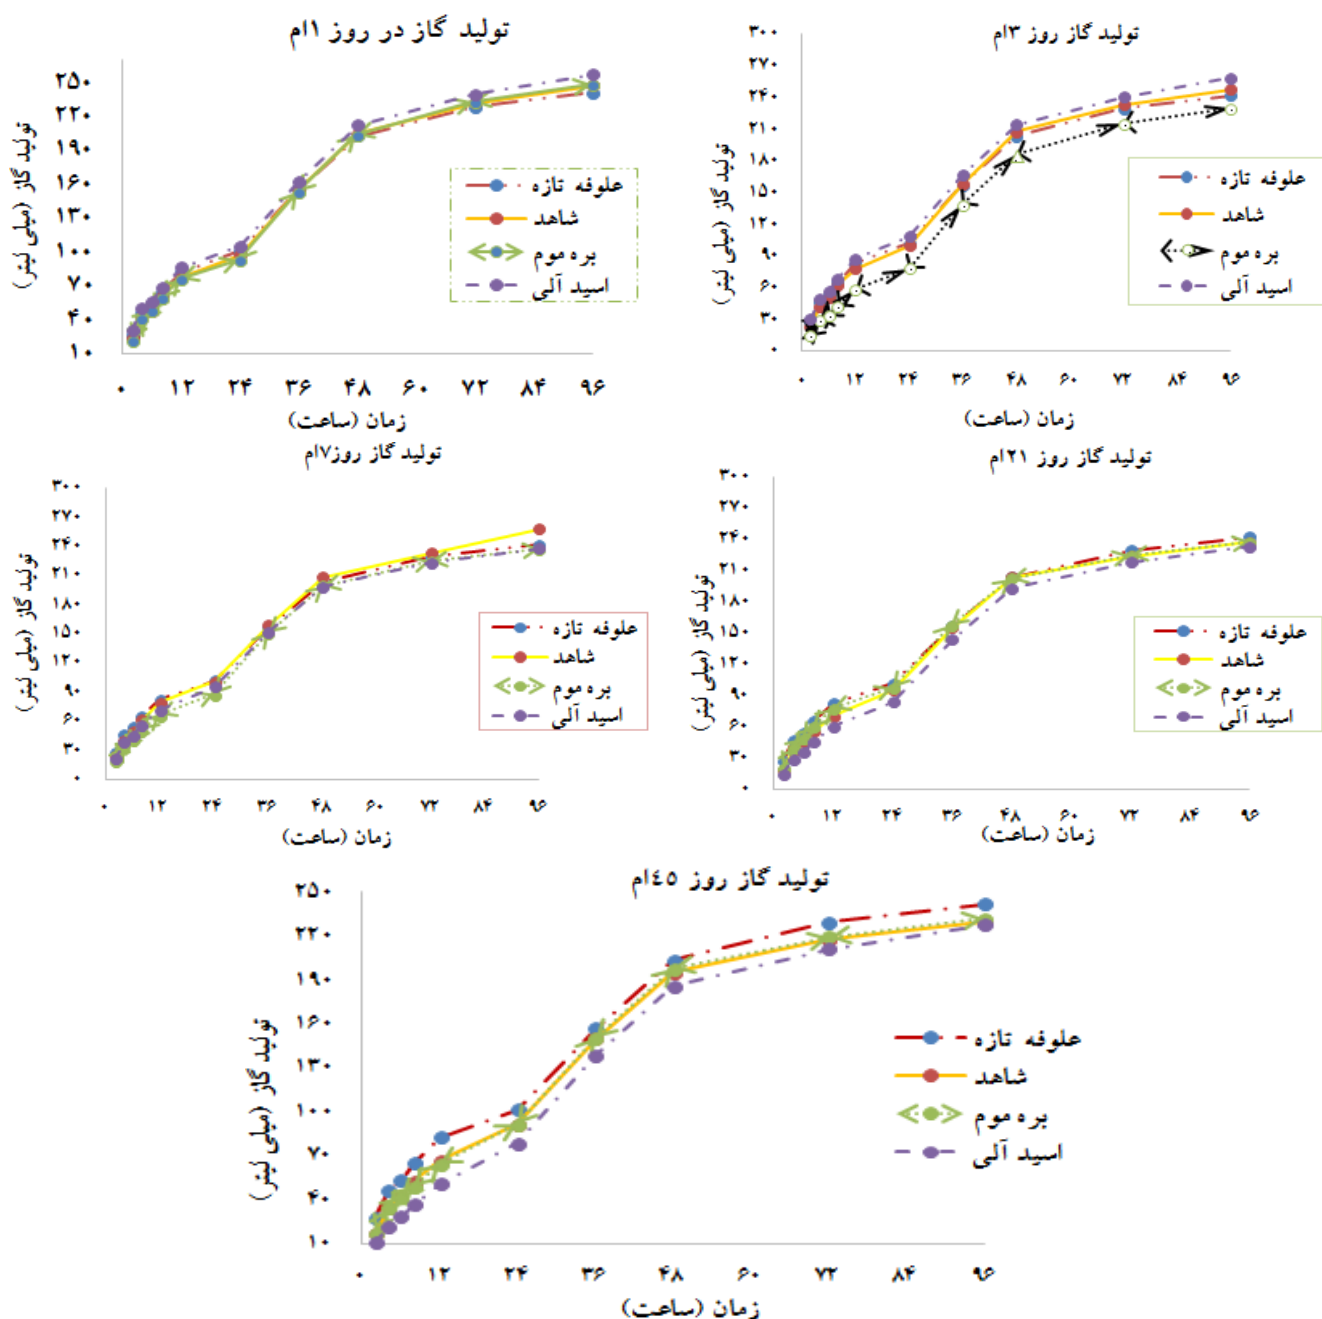 تولید گاز در روز ۱ام
۲۵۰
۲۲۰
۱۹۰
۱۶۰
۱۳۰
۱۰۰
۷۰
۴۰
۱۰
تولید گاز (میلی لیتر)
علوفه تازه
شاهد
بره موم
اسید آلی
۰ ۱۲ ۲۴ ۳۶ ۴۸ ۶۰ ۷۲ ۸۴ ۹۶
زمان (ساعت)
تولید گاز روز ۳ام
۳۰۰
۲۷۰
۲۴۰
۲۱۰
۱۸۰
۱۵۰
۱۲۰
۹۰
۶۰
۳۰
۰
تولید گاز (میلی لیتر)
علوفه تازه
شاهد
بره موم
اسید آلی
۰ ۱۲ ۲۴ ۳۶ ۴۸ ۶۰ ۷۲ ۸۴ ۹۶
زمان (ساعت)
تولید گاز روز۷ام
۳۰۰
۲۷۰
۲۴۰
۲۱۰
۱۸۰
۱۵۰
۱۲۰
۹۰
۶۰
۳۰
۰
تولید گاز (میلی لیتر)
علوفه تازه
شاهد
بره موم
اسید آلی
۰ ۱۲ ۲۴ ۳۶ ۴۸ ۶۰ ۷۲ ۸۴ ۹۶
زمان (ساعت)
تولید گاز روز ۲۱ام
۳۰۰
۲۷۰
۲۴۰
۲۱۰
۱۸۰
۱۵۰
۱۲۰
۹۰
۶۰
۳۰
۰
تولید گاز (میلی لیتر)
علوفه تازه
شاهد
بره موم
اسید آلی
۰ ۱۲ ۲۴ ۳۶ ۴۸ ۶۰ ۷۲ ۸۴ ۹۶
زمان (ساعت)
تولید گاز روز ٤٥ام
۲۵۰
۲۲۰
۱۹۰
۱۶۰
۱۳۰
۱۰۰
۷۰
۴۰
۱۰
تولید گاز (میلی لیتر)
علوفه تازه
شاهد
بره موم
اسید آلی
۰ ۱۲ ۲۴ ۳۶ ۴۸ ۶۰ ۷۲ ۸۴ ۹۶
زمان (ساعت)